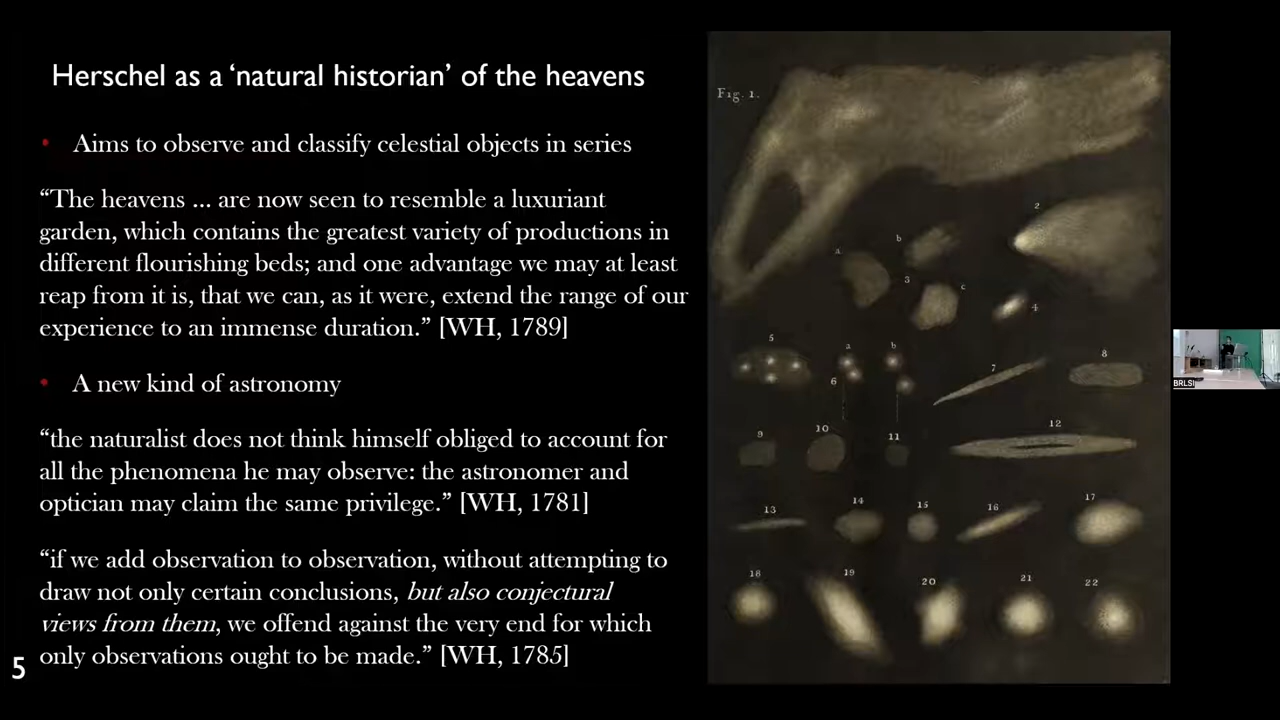 Herschel as a ‘natural historian’ of the heavens
• Aims to observe and classify celestial objects in series
“The heavens ... are now seen to resemble a luxuriant
garden, which contains the greatest variety of productions in
different flourishing beds; and one advantage we may at least
reap from it is, that we can, as it were, extend the range of our
experience to an immense duration.” [WH, 1789]
• A new kind of astronomy
“the naturalist does not think himself obliged to account for
all the phenomena he may observe: the astronomer and
optician may claim the same privilege.” [WH, 1781]
“if we add observation to observation, without attempting to
draw not only certain conclusions, but also conjectural
views from them, we offend against the very end for which
only observations ought to be made.” [WH, 1785]
5
Fig. 1.
2
a b
3 c
4
5 a b
6 7 8
9 10 11 12
13 14 15 16 17
18 19 20 21 22
BRLSI